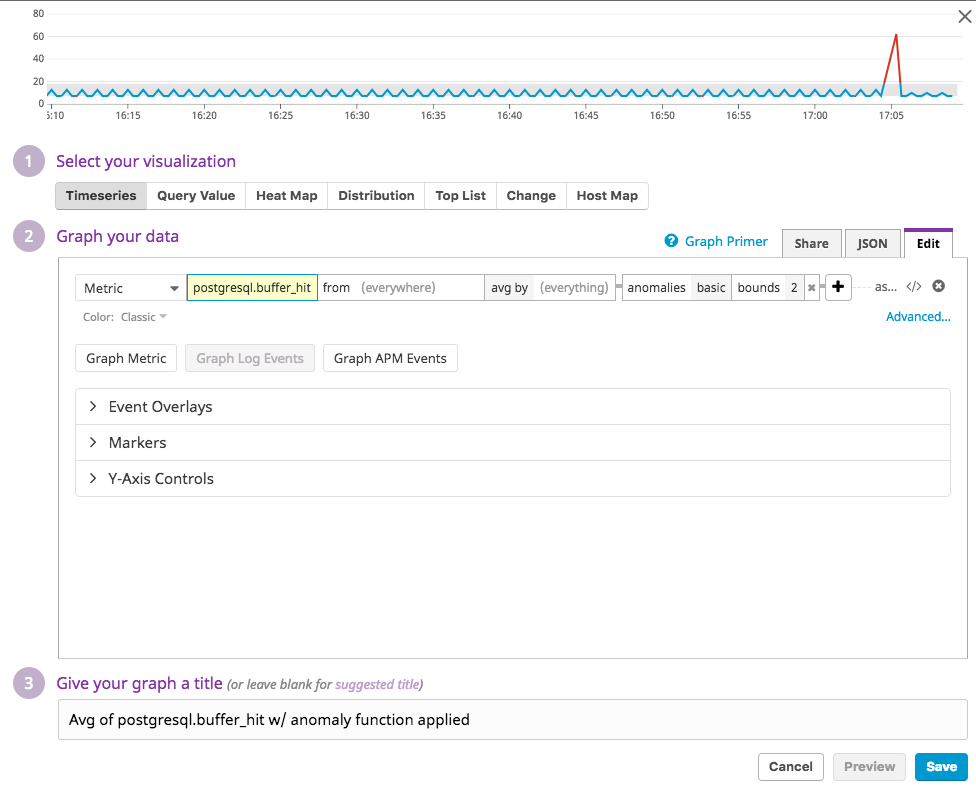 80
60
40
20
0
5:10 16:15 16:20 16:25 16:30 16:35 16:40 16:45 16:50 16:55 17:00 17:05
1 Select your visualization
Timeseries Query Value Heat Map Distribution Top List Change Host Map
2 Graph your data
? Graph Primer Share JSON Edit
Metric postgresql.buffer_hit from (everywhere) avg by (everything) anomalies basic bounds 2 as... </>
Color: Classic Advanced...
Graph Metric Graph Log Events Graph APM Events
Event Overlays
Markers
Y-Axis Controls
3 Give your graph a title (or leave blank for suggested title)
Avg of postgresql.buffer_hit w/ anomaly function applied
Cancel Preview Save